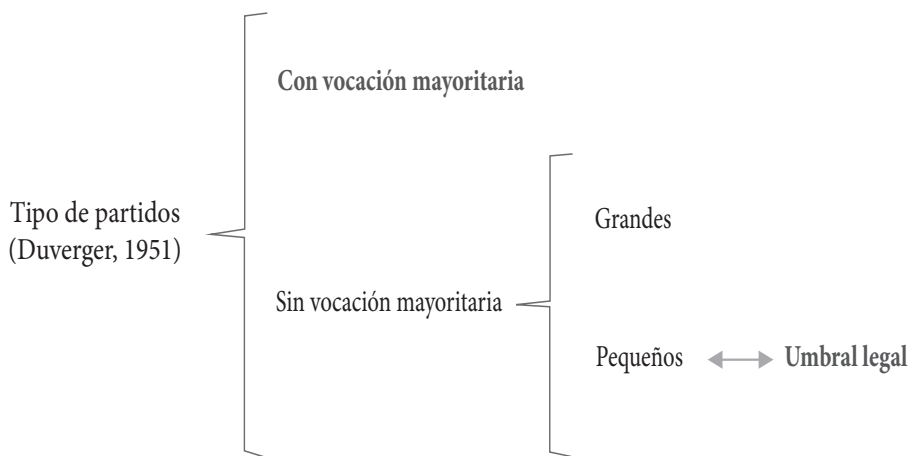 Con vocación mayoritaria
Tipo de partidos
(Duverger, 1951)
Grandes
Sin vocación mayoritaria
Pequeños
Umbral legal